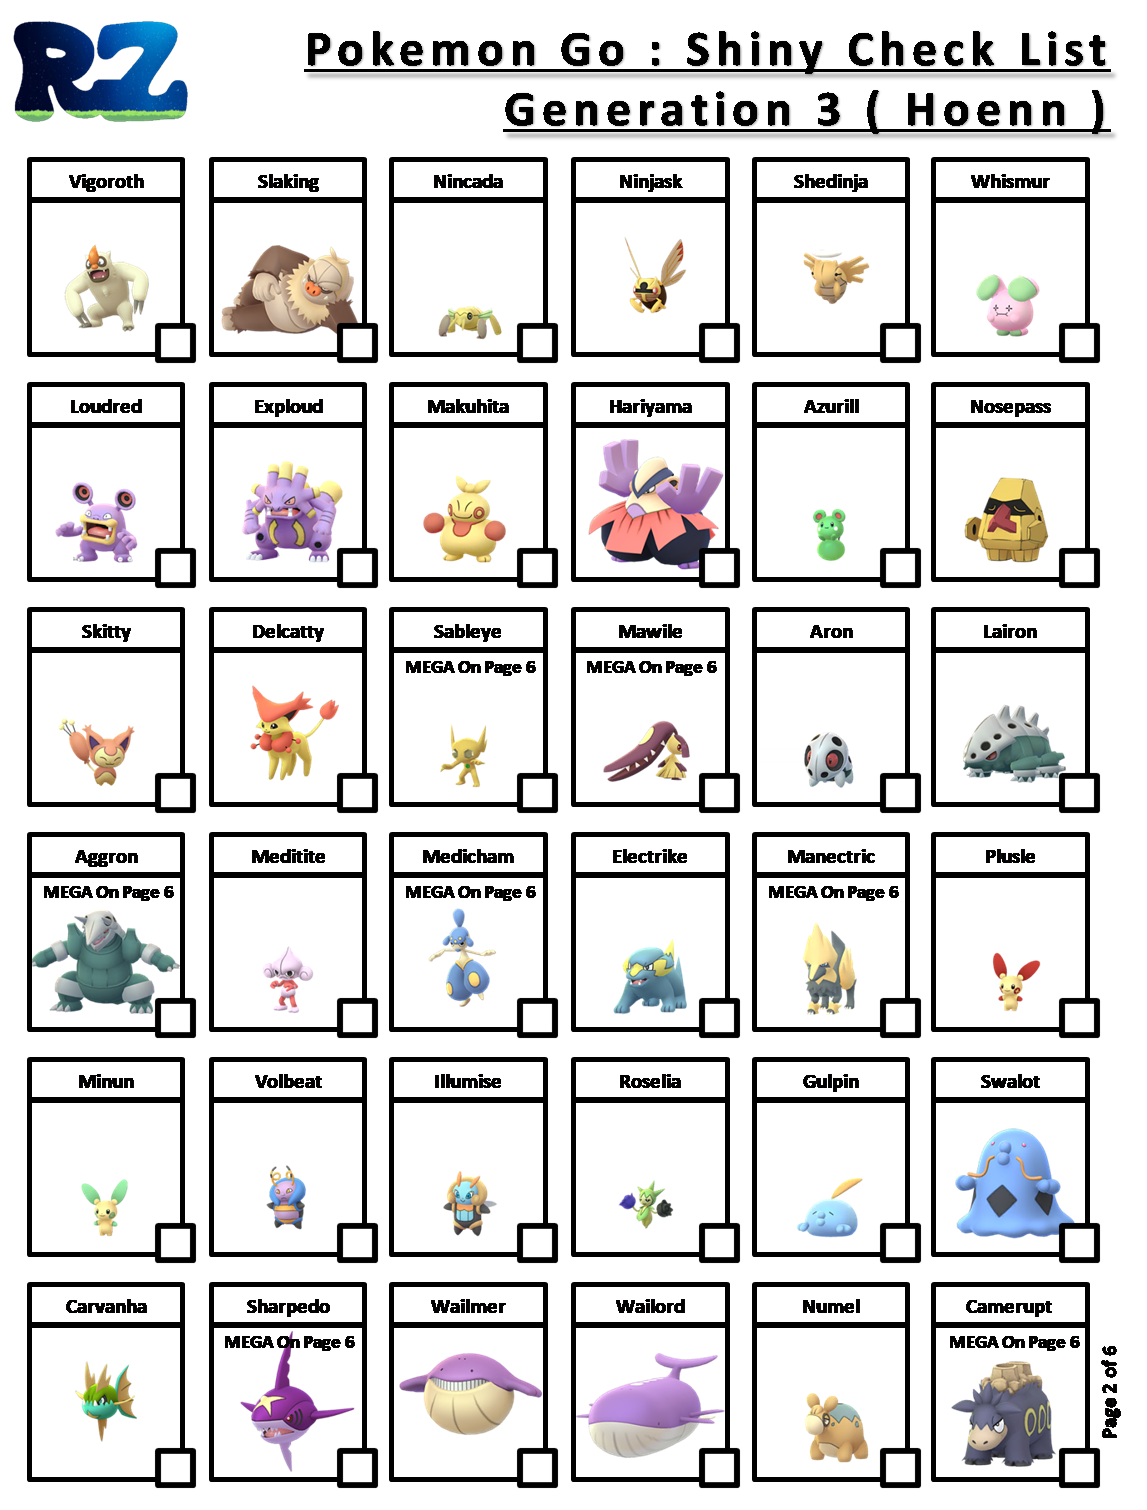 RZ
Pokemon Go : Shiny Check List
Generation 3 ( Hoenn )
Vigoroth
Slaking
Nincada
Ninjask
Shedinja
Whismur
Loudred
Exploud
Makuhita
Hariyama
Azurill
Nosepass
Skitty
Delcatty
Sableye
Mawile
Aron
Lairon
MEGA On Page 6
MEGA On Page 6
Aggron
Meditite
Medicham
Electrike
Manectric
Plusle
MEGA On Page 6
MEGA On Page 6
MEGA On Page 6
Minun
Volbeat
Illumise
Roselia
Gulpin
Swalot
Carvanha
Sharpedo
Wailmer
Wailord
Numel
Camerupt
MEGA On Page 6
MEGA On Page 6
Page 2 of 6